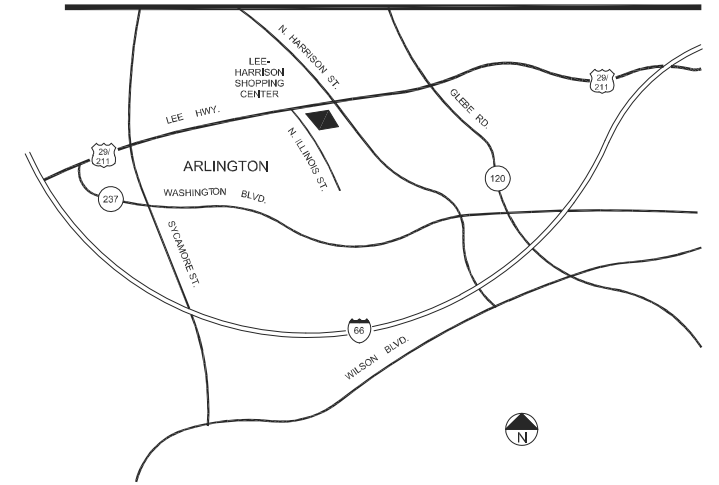 N. HARRISON ST.
LEE-
HARRISON
SHOPPING
CENTER
29/
211
GLEBE RD.
LEE HWY.
N. ILLINOIS ST.
29/
211
ARLINGTON
120
237
WASHINGTON BLVD.
SYCAMORE ST.
66
WILSON BLVD.
N